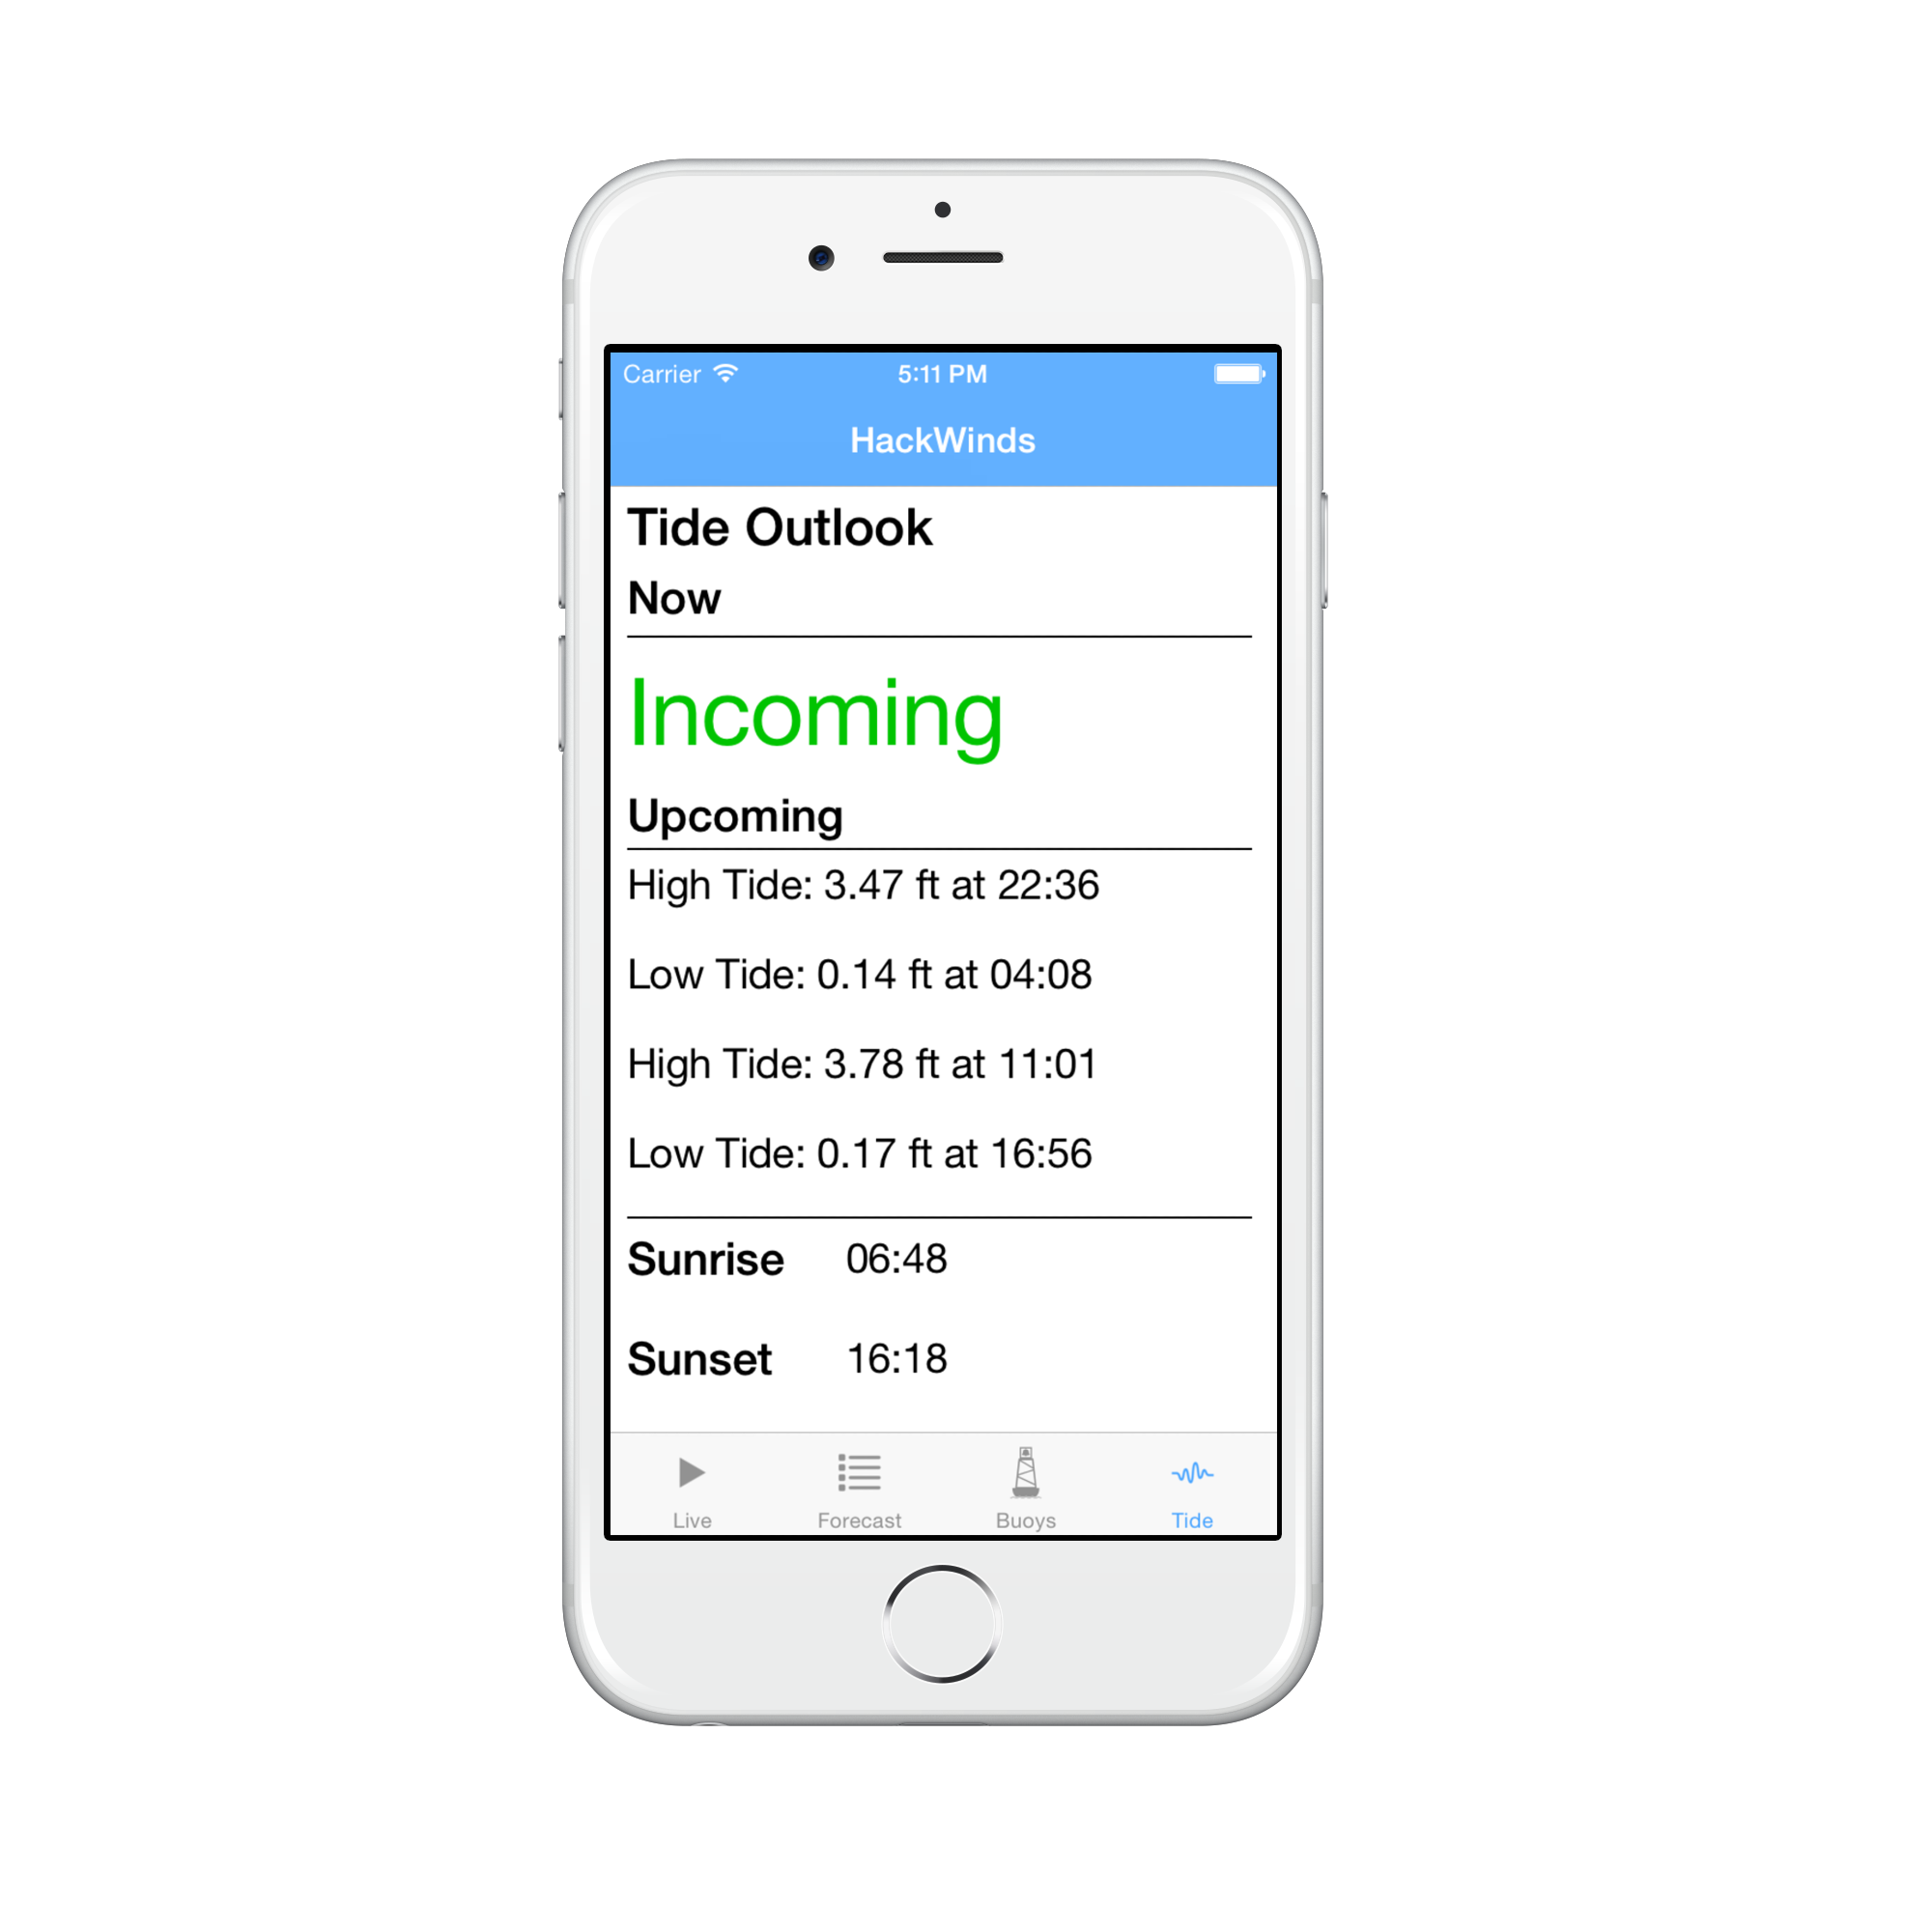 Carrier 5:11 PM
HackWinds
Tide Outlook
Now
Incoming
Upcoming
High Tide: 3.47 ft at 22:36
Low Tide: 0.14 ft at 04:08
High Tide: 3.78 ft at 11:01
Low Tide: 0.17 ft at 16:56
Sunrise 06:48
Sunset 16:18
Live Forecast Buoys Tide